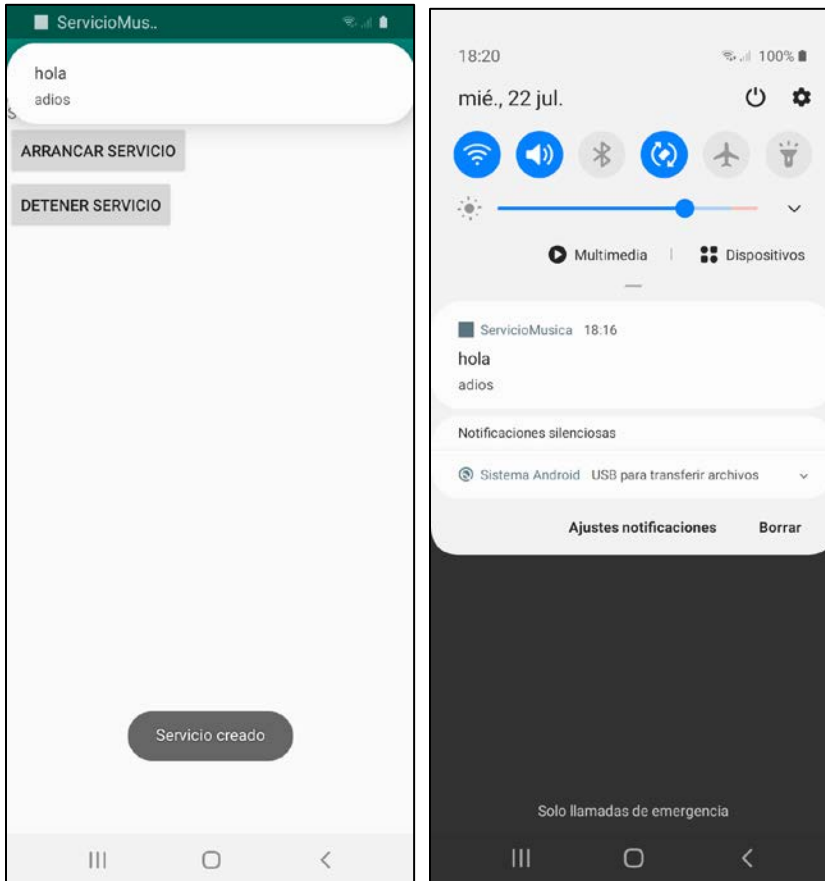 ServicioMus..
hola
adios
ARRANCAR SERVICIO
DETENER SERVICIO
Servicio creado
18:20 100%
mié., 22 jul.
Multimedia Dispositivos
ServicioMusica 18:16
hola
adios
Notificaciones silenciosas
Sistema Android USB para transferir archivos
Ajustes notificaciones Borrar
Solo llamadas de emergencia